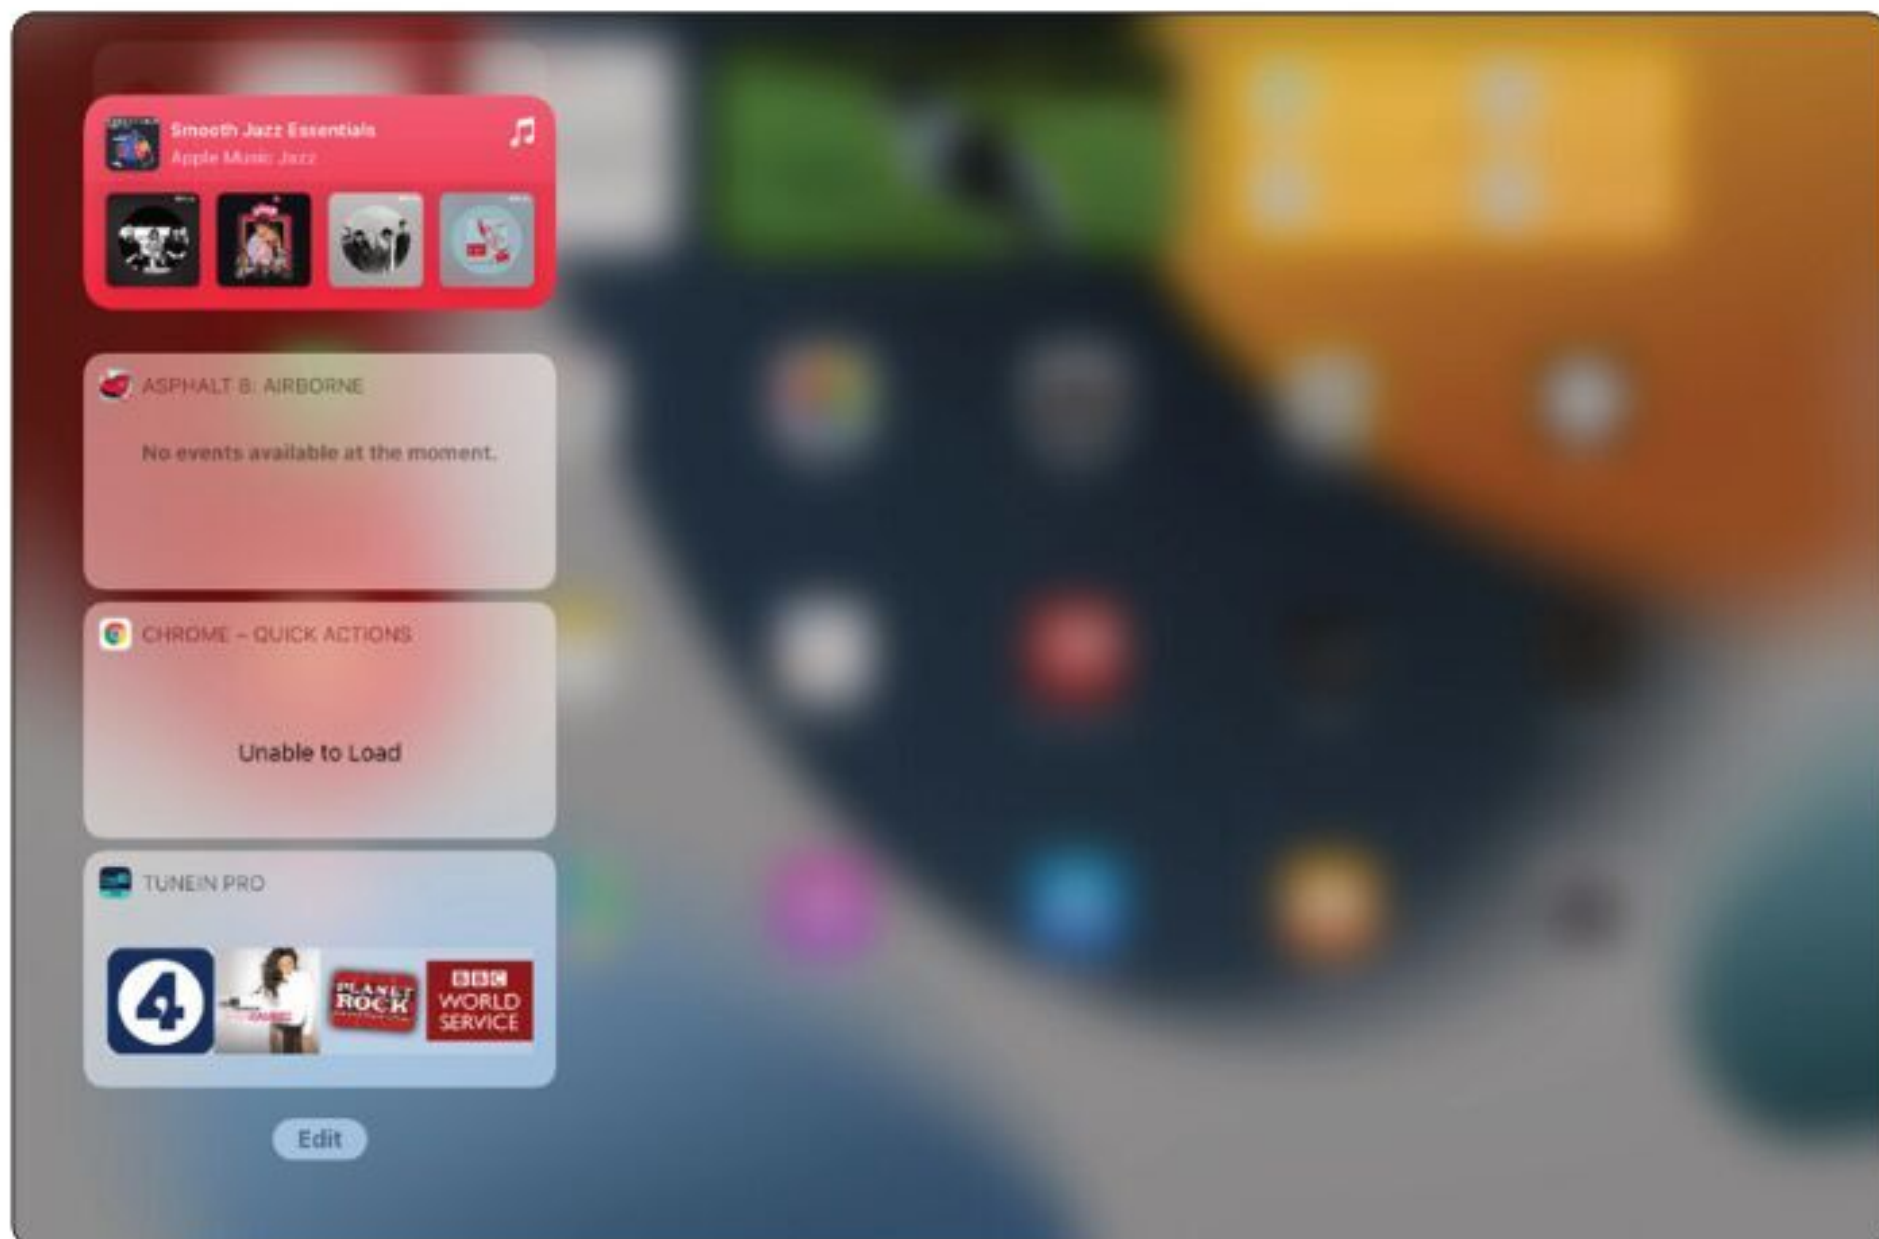 Smooth Jazz Essentials
Apple Music Jazz
ASPHALT 8: AIRBORNE
No events available at the moment.
CHROME – QUICK ACTIONS
Unable to Load
TUNEIN PRO
4
PLANET
ROCK
BBC
WORLD
SERVICE
Edit